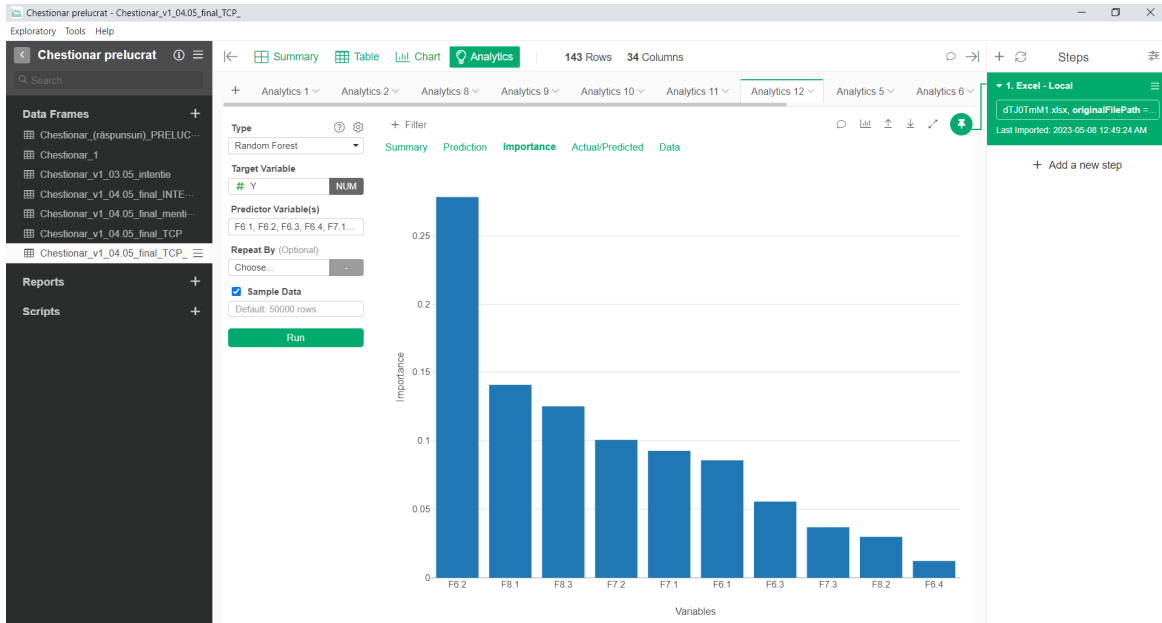 Chestionar prelucrat - Chestionar_v1_04.05_final_TCP_
Exploratory Tools Help
Chestionar prelucrat
Search
Data Frames
Chestionar_(răspunsuri)_PRELUC...
Chestionar_1
Chestionar_v1_03.05_intentie
Chestionar_v1_04.05_final_INTE...
Chestionar_v1_04.05_final_menti...
Chestionar_v1_04.05_final_TCP
Chestionar_v1_04.05_final_TCP_
Reports
Scripts
Summary Table Chart Analytics 143 Rows 34 Columns
+ Analytics 1 Analytics 2 Analytics 8 Analytics 9 Analytics 10 Analytics 11 Analytics 12 Analytics 5 Analytics 6
Type
Random Forest
Target Variable
# Y NUM
Predictor Variable(s)
F6.1, F6.2, F6.3, F6.4, F7.1...
Repeat By (Optional)
Choose... -
Sample Data
Default: 50000 rows
Run
+ Filter
Summary Prediction Importance Actual/Predicted Data
Importance
0.25
0.2
0.15
0.1
0.05
0
F6.2 F8.1 F8.3 F7.2 F7.1 F6.1 F6.3 F7.3 F8.2 F6.4
Variables
+ Steps
1. Excel - Local
dTJ0TmM1.xlsx, originalFilePath =...
Last Imported: 2023-05-08 12:49:24 AM
+ Add a new step